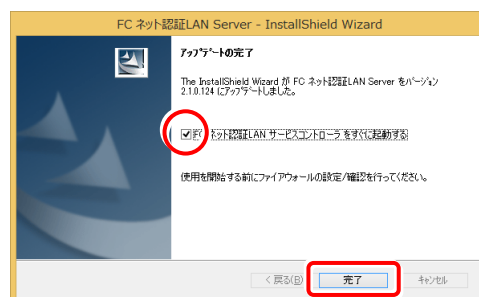 FC ネット認証LAN Server - InstallShield Wizard
アップデートの完了
The InstallShield Wizard が FC ネット認証LAN Server をバージョン
2.1.0.124 にアップデートしました。
FC ネット認証LAN サービスコントローラ をすぐに起動する
使用を開始する前にファイアウォールの設定/確認を行ってください。
< 戻る(B) 完了 キャンセル